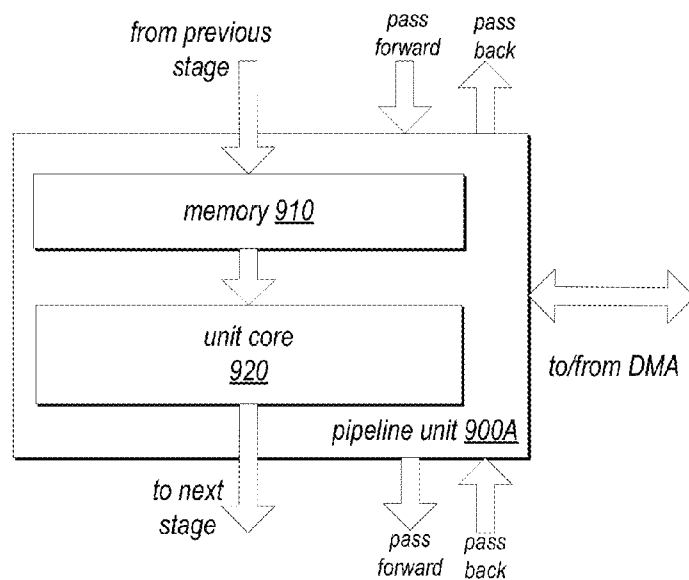 from previous
stage
pass
forward
pass
back
memory 910
unit core
920
to/from DMA
pipeline unit 900A
to next
stage
pass
forward
pass
back